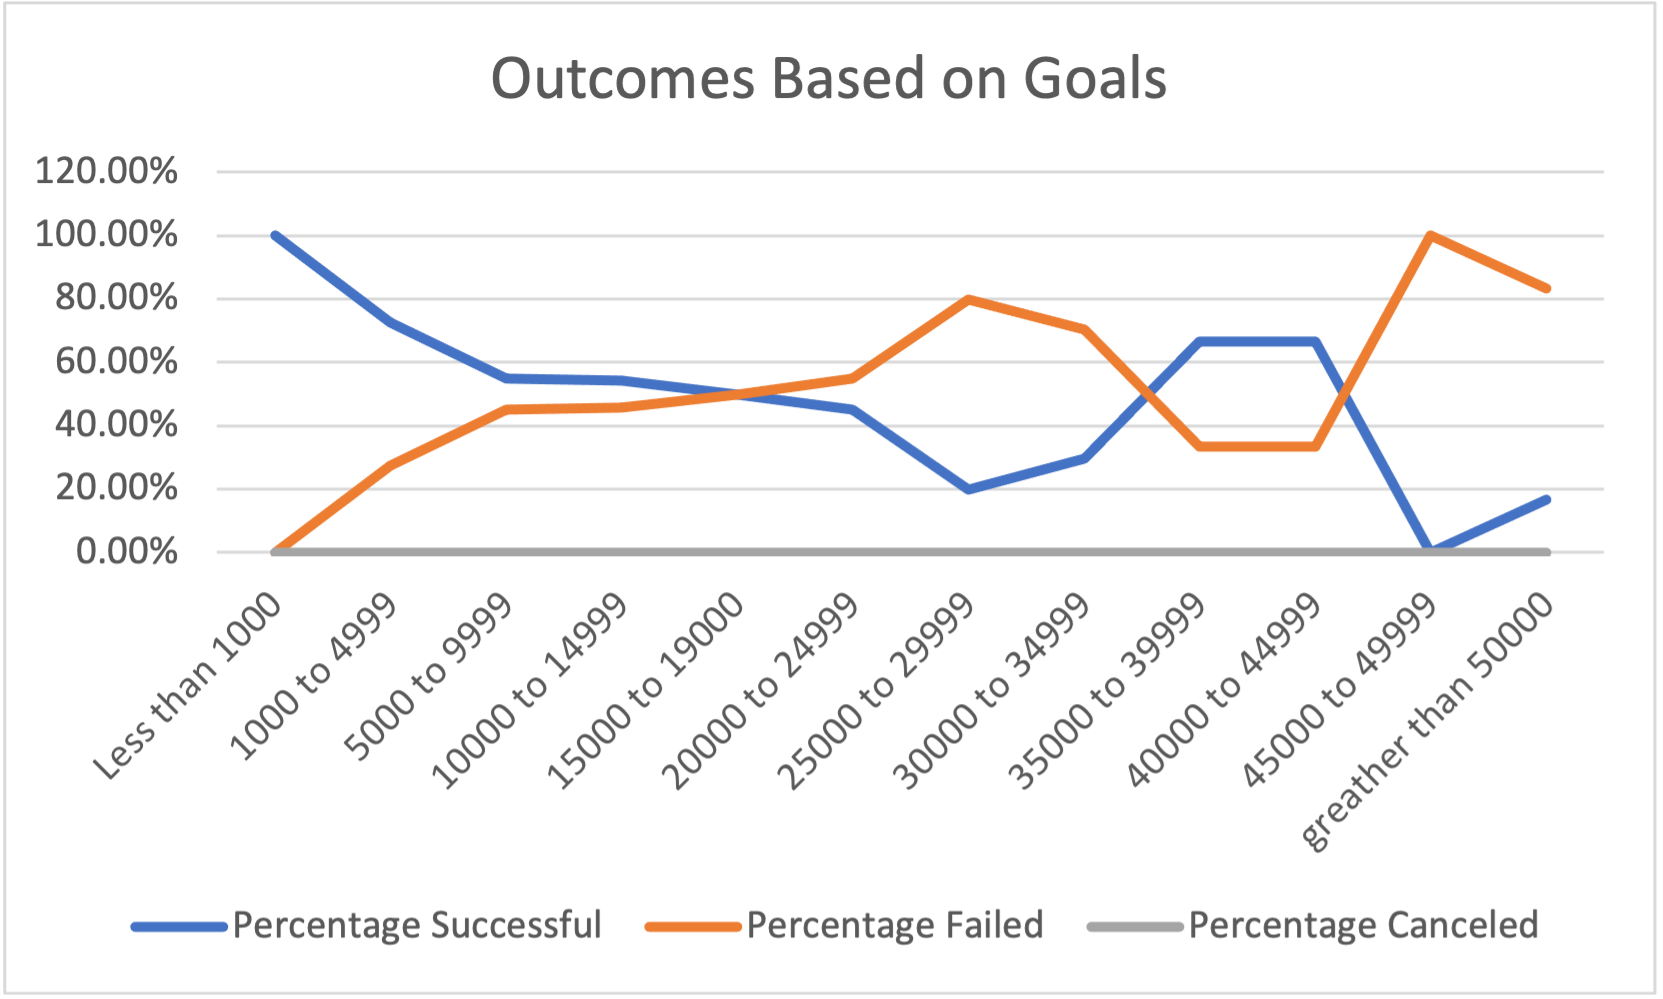 Outcomes Based on Goals
120.00%
100.00%
80.00%
60.00%
40.00%
20.00%
0.00%
Less than 1000
1000 to 4999
5000 to 9999
10000 to 14999
15000 to 19000
20000 to 24999
25000 to 29999
30000 to 34999
35000 to 39999
40000 to 44999
45000 to 49999
greather than 50000
Percentage Successful
Percentage Failed
Percentage Canceled